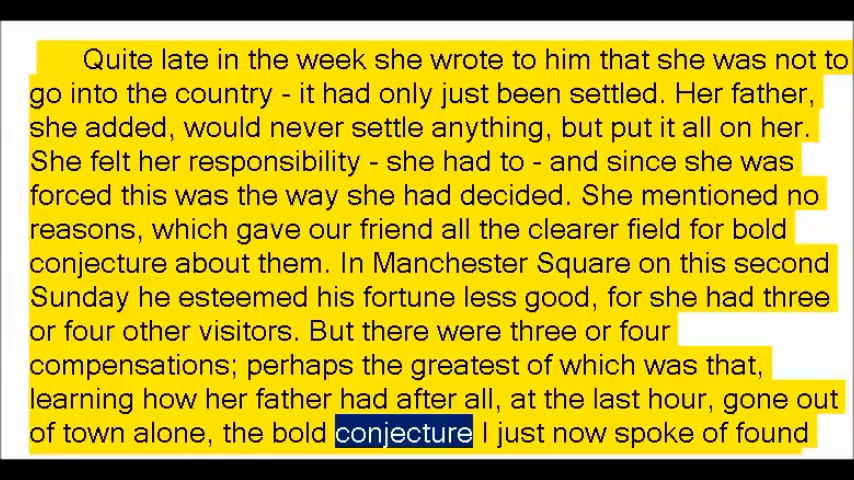 Quite late in the week she wrote to him that she was not to
go into the country - it had only just been settled. Her father,
she added, would never settle anything, but put it all on her.
She felt her responsibility - she had to - and since she was
forced this was the way she had decided. She mentioned no
reasons, which gave our friend all the clearer field for bold
conjecture about them. In Manchester Square on this second
Sunday he esteemed his fortune less good, for she had three
or four other visitors. But there were three or four
compensations; perhaps the greatest of which was that,
learning how her father had after all, at the last hour, gone out
of town alone, the bold conjecture I just now spoke of found